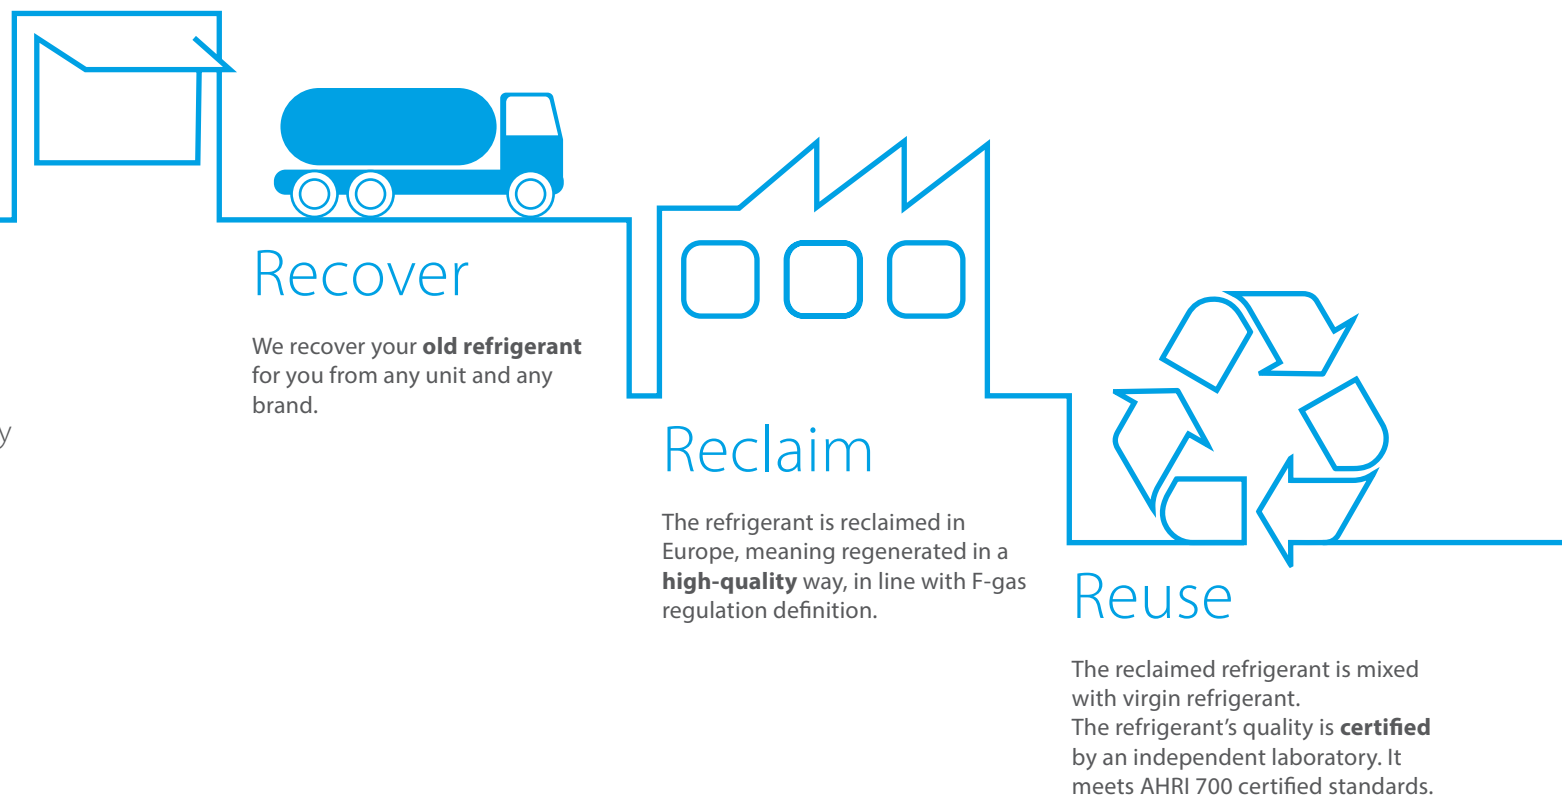 Recover
We recover your old refrigerant
for you from any unit and any
brand.
y
Reclaim
The refrigerant is reclaimed in
Europe, meaning regenerated in a
high-quality way, in line with F-gas
regulation definition.
Reuse
The reclaimed refrigerant is mixed
with virgin refrigerant.
The refrigerant’s quality is certified
by an independent laboratory. It
meets AHRI 700 certified standards.